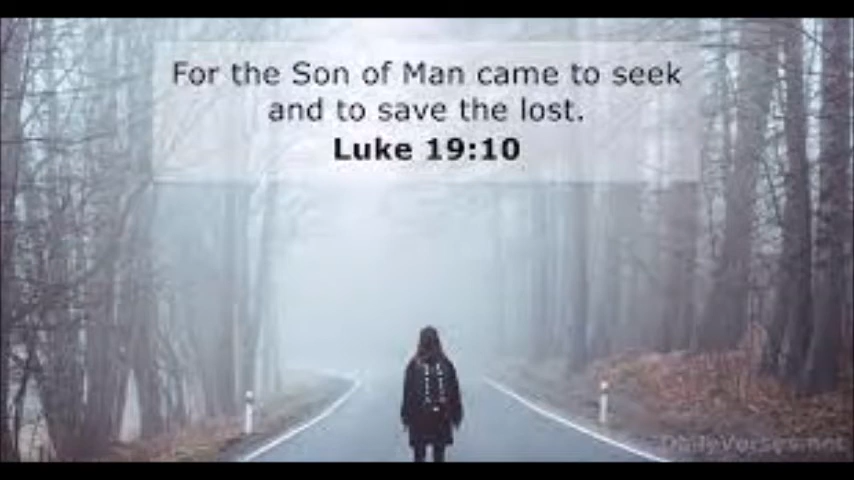 For the Son of Man came to seek
and to save the lost.
Luke 19:10
DailyVerses.net